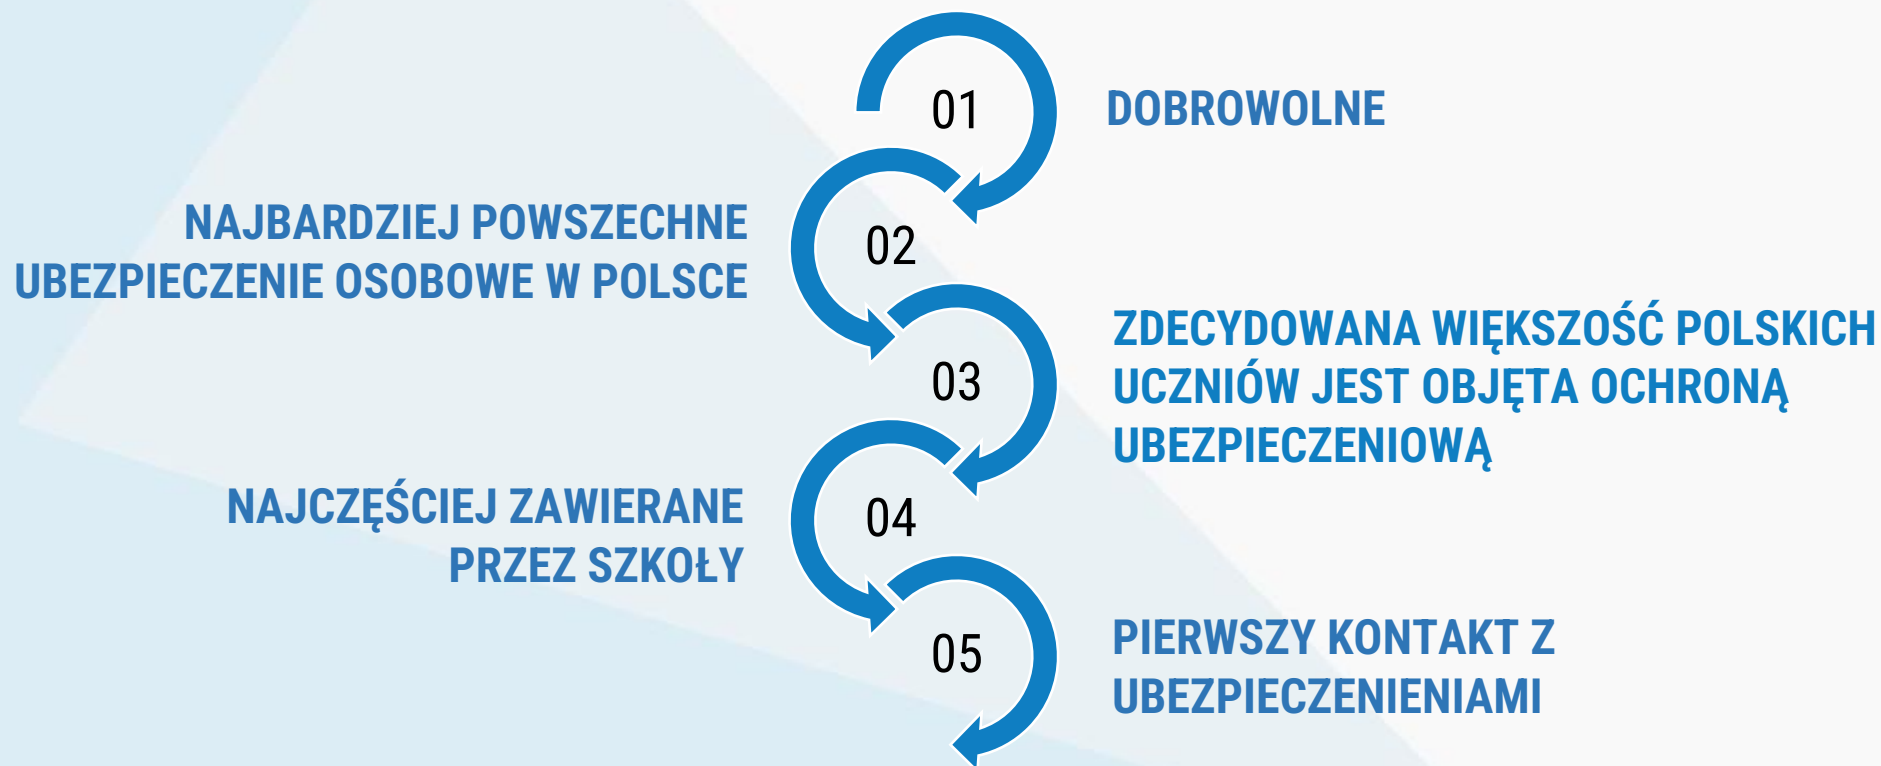 01
DOBROWOLNE
02
NAJBARDZIEJ POWSZECHNE
UBEZPIECZENIE OSOBOWE W POLSCE
03
ZDECYDOWANA WIĘKSZOŚĆ POLSKICH
UCZNIÓW JEST OBJĘTA OCHRONĄ
UBEZPIECZENIOWĄ
04
NAJCZĘŚCIEJ ZAWIERANE
PRZEZ SZKOŁY
05
PIERWSZY KONTAKT Z
UBEZPIECZENIENIAMI